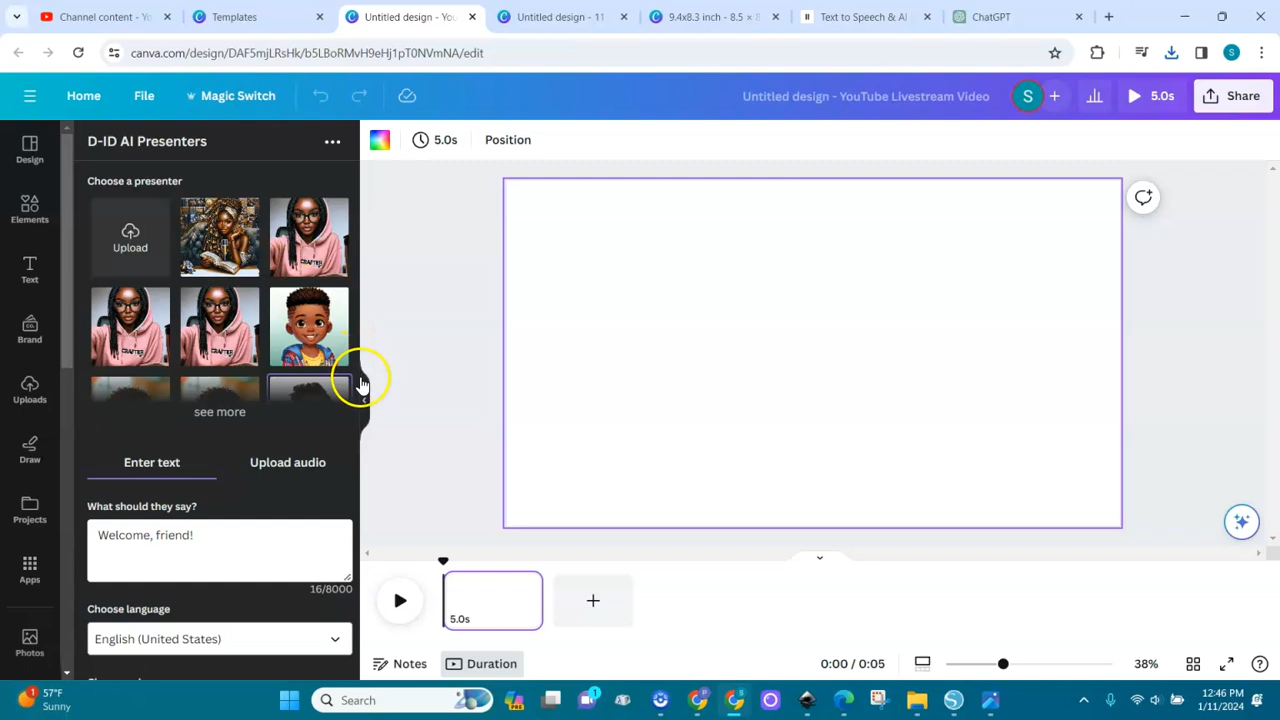 Channel content - Yo
Templates
Untitled design - You
Untitled design - 11
9.4x8.3 inch - 8.5 × 8
Text to Speech & AI
ChatGPT
canva.com/design/DAF5mjLRsHk/b5LBoRMvH9eHj1pT0NVmNA/edit
S
Home
File
Magic Switch
Untitled design - YouTube Livestream Video
S
5.0s
Share
Design
Elements
Text
Brand
Uploads
Draw
Projects
Apps
Photos
D-ID AI Presenters
Choose a presenter
Upload
CRAFTER
CRAFTER
CRAFTER
see more
Enter text
Upload audio
What should they say?
Welcome, friend!
16/8000
Choose language
English (United States)
5.0s
Position
5.0s
Notes
Duration
0:00 / 0:05
38%
57°F
Sunny
Search
12:46 PM
1/11/2024